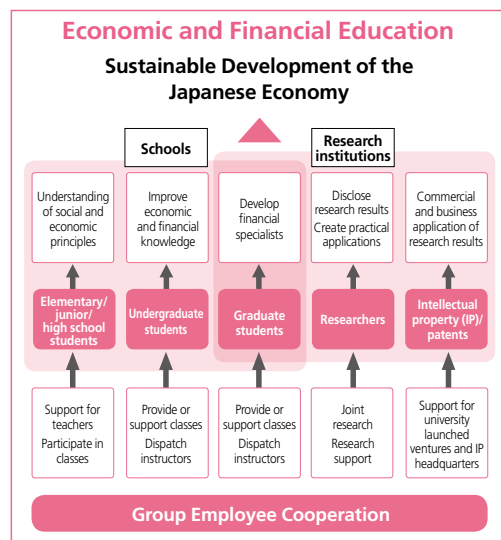 Economic and Financial Education
Sustainable Development of the
Japanese Economy
Schools
Research
institutions
Understanding
of social and
economic
principles
Improve
economic
and financial
knowledge
Develop
financial
specialists
Disclose
research results
Create practical
applications
Commercial
and business
application of
research results
Elementary/
junior/
high school
students
Undergraduate
students
Graduate
students
Researchers
Intellectual
property (IP)/
patents
Support for
teachers
Participate in
classes
Provide or
support classes
Dispatch
instructors
Provide or
support classes
Dispatch
instructors
Joint
research
Research
support
Support for
university
launched
ventures and IP
headquarters
Group Employee Cooperation